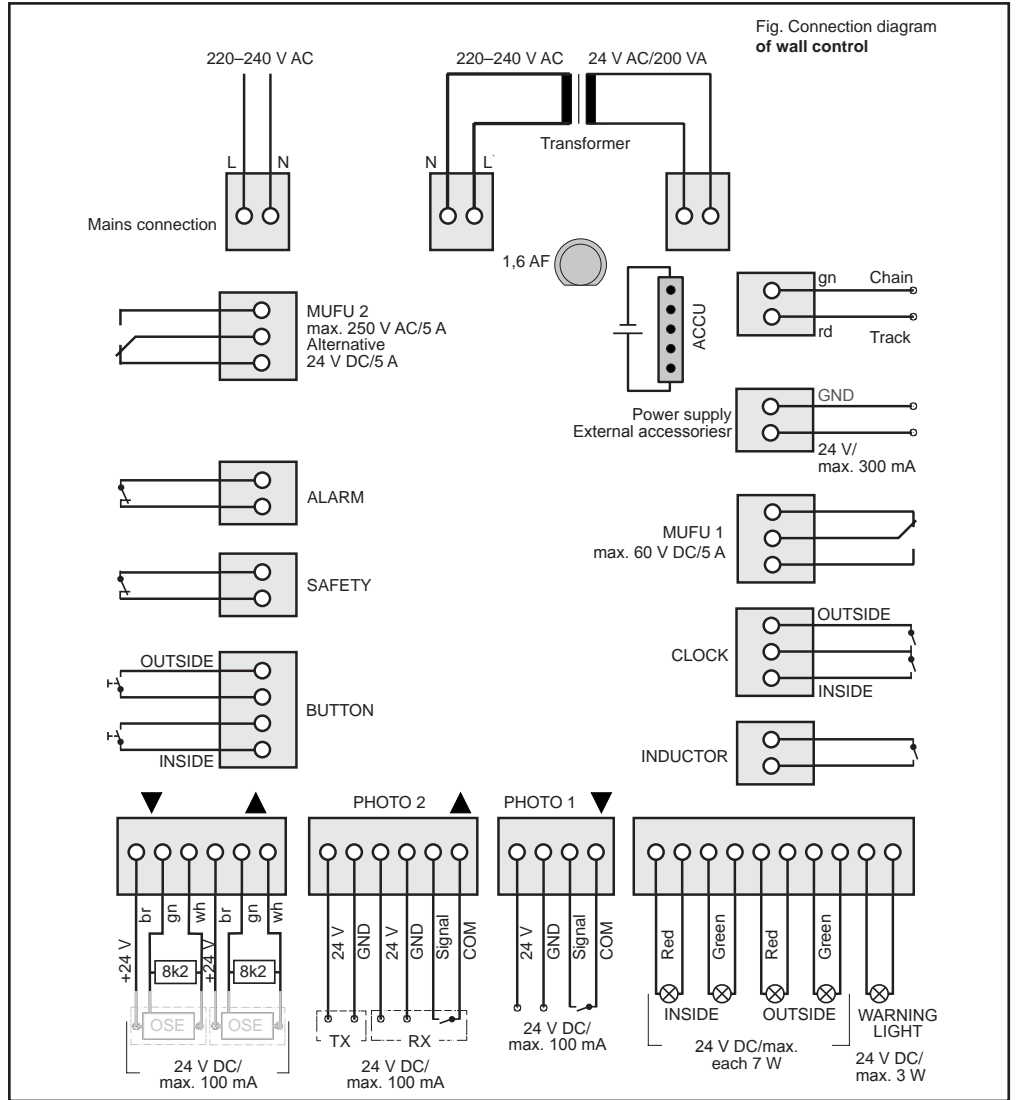 Fig. Connection diagram
of wall control
220–240 V AC
220–240 V AC
24 V AC/200 VA
Transformer
L
N
N
L
Mains connection
1,6 AF
ACCU
gn
Chain
rd
Track
MUFU 2
max. 250 V AC/5 A
Alternative
24 V DC/5 A
Power supply
External accessoriesr
GND
24 V/
max. 300 mA
ALARM
MUFU 1
max. 60 V DC/5 A
SAFETY
OUTSIDE
CLOCK
INSIDE
OUTSIDE
BUTTON
INSIDE
INDUCTOR
PHOTO 2
PHOTO 1
+24 V
br
gn
wh
+24 V
br
gn
wh
8k2
8k2
OSE
OSE
24 V DC/
max. 100 mA
24 V
GND
24 V
GND
Signal
COM
TX
RX
24 V DC/
max. 100 mA
24 V
GND
Signal
COM
24 V DC/
max. 100 mA
Red
Green
Red
Green
INSIDE
OUTSIDE
24 V DC/max.
each 7 W
WARNING
LIGHT
24 V DC/
max. 3 W